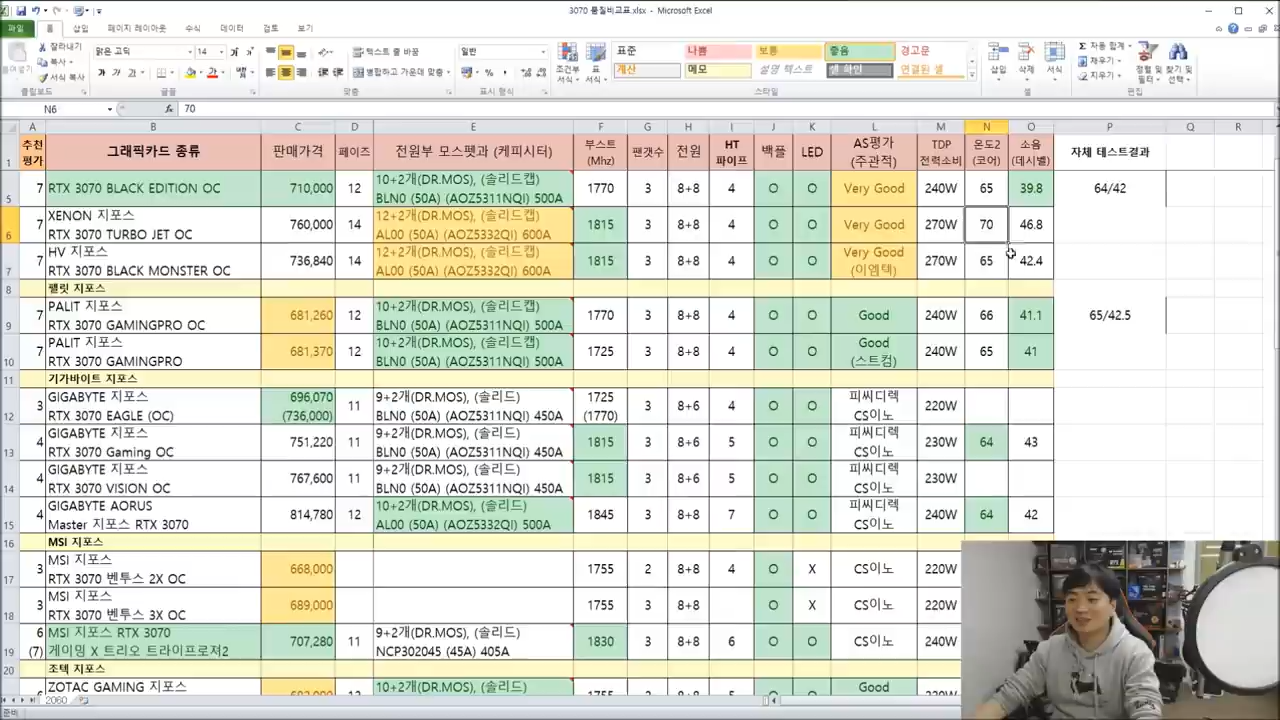 3070 품질비교표.xlsx - Microsoft Excel
파일 홈 삽입 페이지 레이아웃 수식 데이터 검토 보기
잘라내기
복사
서식 복사
붙여넣기
클립보드
맑은 고딕 14
글꼴
텍스트 줄 바꿈
병합하고 가운데 맞춤
맞춤
일반
표시 형식
조건부 서식
표 서식
표준 나쁨 보통 좋음 경고문
계산 메모 설명 텍스트 셀 확인 연결된 셀
스타일
삽입 삭제 서식
셀
자동 합계
채우기
지우기
정렬 및 필터
찾기 및 선택
편집
N6 fx 70
A B C D E F G H I J K L M N O P Q R
1 추천 평가 그래픽카드 종류 판매가격 페이즈 전원부 모스펫과 (케피시터) 부스트 (Mhz) 팬갯수 전원 HT 파이프 백플 LED AS평가 (주관적) TDP 전력소비 온도2 (코어) 소음 (데시벨) 자체 테스트결과
5 7 RTX 3070 BLACK EDITION OC 710,000 12 10+2개(DR.MOS), (솔리드캡) BLN0 (50A) (AOZ5311NQI) 500A 1770 3 8+8 4 O O Very Good 240W 65 39.8 64/42
6 7 XENON 지포스 RTX 3070 TURBO JET OC 760,000 14 12+2개(DR.MOS), (솔리드캡) AL00 (50A) (AOZ5332QI) 600A 1815 3 8+8 4 O O Very Good 270W 70 46.8
7 7 HV 지포스 RTX 3070 BLACK MONSTER OC 736,840 14 12+2개(DR.MOS), (솔리드캡) AL00 (50A) (AOZ5332QI) 600A 1815 3 8+8 4 O O Very Good (이엠텍) 270W 65 42.4
8 팰릿 지포스
9 7 PALIT 지포스 RTX 3070 GAMINGPRO OC 681,260 12 10+2개(DR.MOS), (솔리드캡) BLN0 (50A) (AOZ5311NQI) 500A 1770 3 8+8 4 O O Good 240W 66 41.1 65/42.5
10 7 PALIT 지포스 RTX 3070 GAMINGPRO 681,370 12 10+2개(DR.MOS), (솔리드캡) BLN0 (50A) (AOZ5311NQI) 500A 1725 3 8+8 4 O O Good (스트컴) 240W 65 41
11 기가바이트 지포스
12 3 GIGABYTE 지포스 RTX 3070 EAGLE (OC) 696,070 (736,000) 11 9+2개(DR.MOS), (솔리드) BLN0 (50A) (AOZ5311NQI) 450A 1725 (1770) 3 8+6 4 O O 피씨디렉 CS이노 220W
13 4 GIGABYTE 지포스 RTX 3070 Gaming OC 751,220 11 9+2개(DR.MOS), (솔리드) BLN0 (50A) (AOZ5311NQI) 450A 1815 3 8+6 5 O O 피씨디렉 CS이노 230W 64 43
14 4 GIGABYTE 지포스 RTX 3070 VISION OC 767,600 11 9+2개(DR.MOS), (솔리드) BLN0 (50A) (AOZ5311NQI) 450A 1815 3 8+6 5 O O 피씨디렉 CS이노 230W
15 4 GIGABYTE AORUS Master 지포스 RTX 3070 814,780 12 10+2개(DR.MOS), (솔리드) AL00 (50A) (AOZ5332QI) 500A 1845 3 8+8 7 O O 피씨디렉 CS이노 240W 64 42
16 MSI 지포스
17 3 MSI 지포스 RTX 3070 벤투스 2X OC 668,000 1755 2 8+8 4 O X CS이노 220W
18 3 MSI 지포스 RTX 3070 벤투스 3X OC 689,000 1755 3 8+8 O X CS이노 220W
19 6 (7) MSI 지포스 RTX 3070 게이밍 X 트리오 트라이프로져2 707,280 11 9+2개(DR.MOS), (솔리드) NCP302045 (45A) 405A 1830 3 8+8 6 O O CS이노 240W
20 조텍 지포스
ZOTAC GAMING 지포스 10+2개(DR.MOS), (솔리드) Good
2060
준비